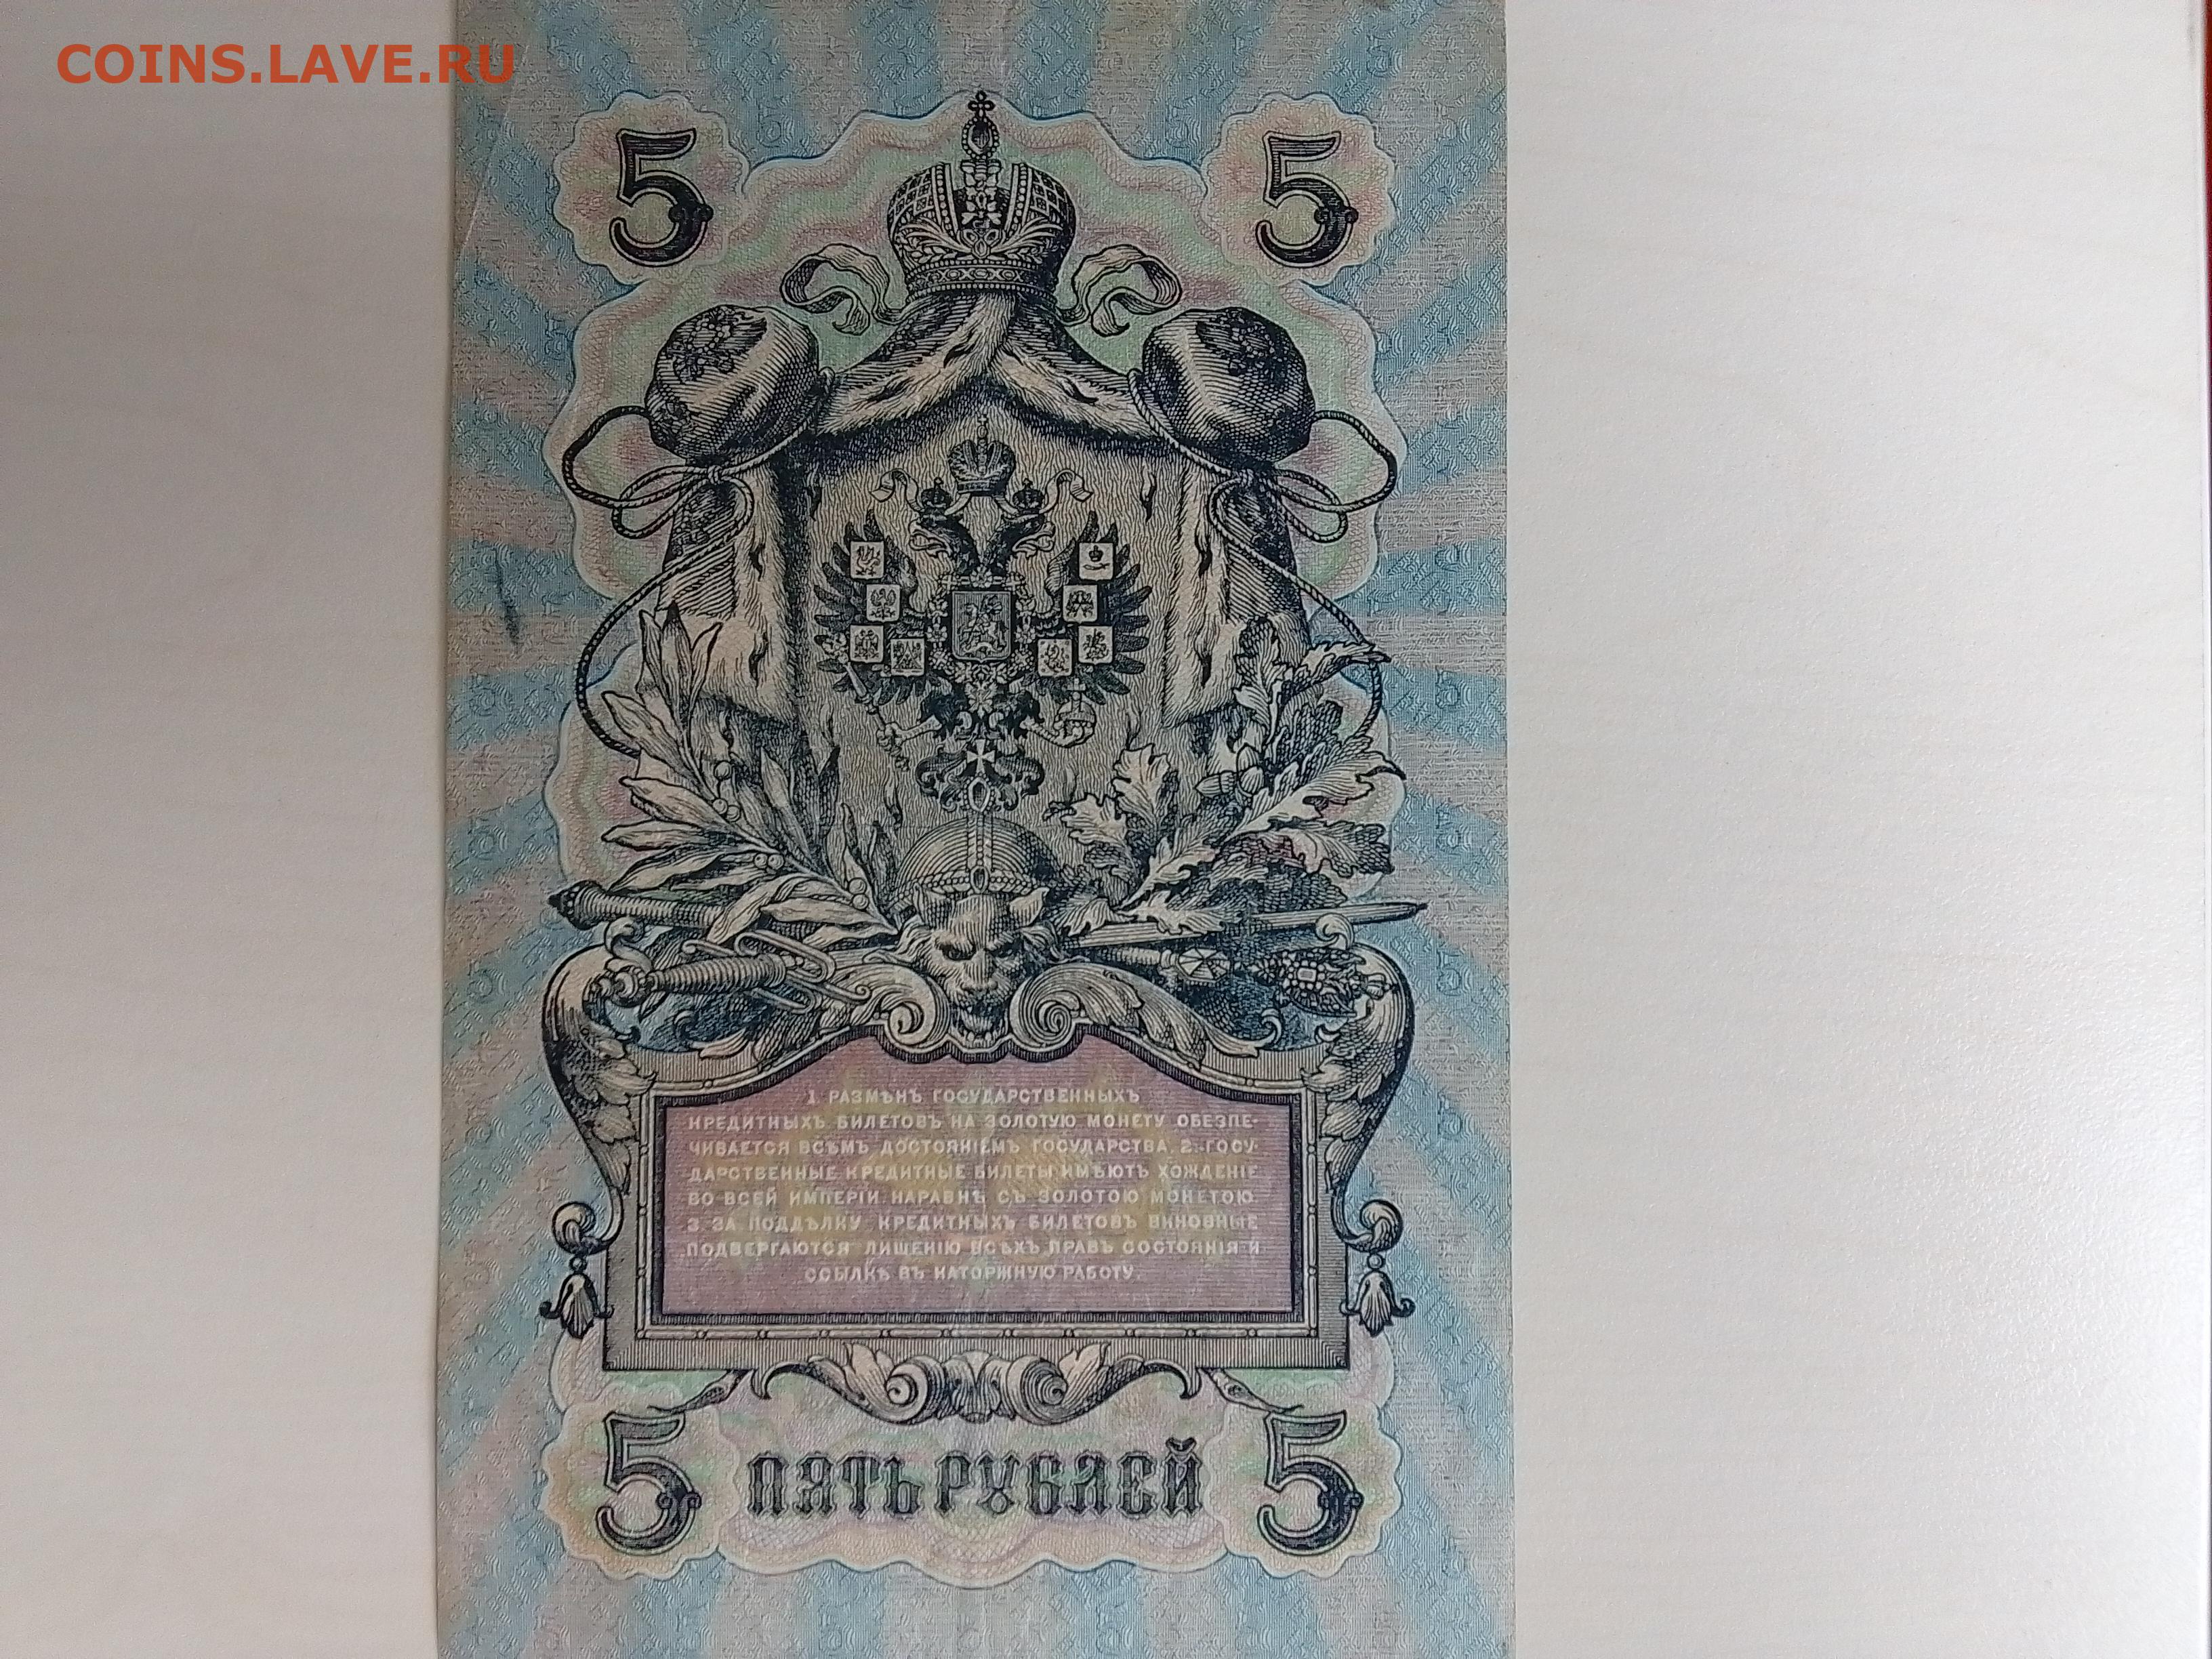 COINS.LAVE.RU
5 5
1. РАЗМѢНЪ ГОСУДАРСТВЕННЫХЪ
КРЕДИТНЫХЪ БИЛЕТОВЪ НА ЗОЛОТУЮ МОНЕТУ ОБЕЗПЕ-
ЧИВАЕТСЯ ВСѢМЪ ДОСТОЯНІЕМЪ ГОСУДАРСТВА. 2. ГОСУ-
ДАРСТВЕННЫЕ КРЕДИТНЫЕ БИЛЕТЫ ИМѢЮТЪ ХОЖДЕНІЕ
ВО ВСЕЙ ИМПЕРІИ НАРАВНѢ СЪ ЗОЛОТОЮ МОНЕТОЮ.
3. ЗА ПОДДѢЛКУ КРЕДИТНЫХЪ БИЛЕТОВЪ ВИНОВНЫЕ
ПОДВЕРГАЮТСЯ ЛИШЕНІЮ ВСѢХЪ ПРАВЪ СОСТОЯНІЯ И
ССЫЛКѢ ВЪ КАТОРЖНУЮ РАБОТУ.
5 ПЯТЬ РУБЛЕЙ 5